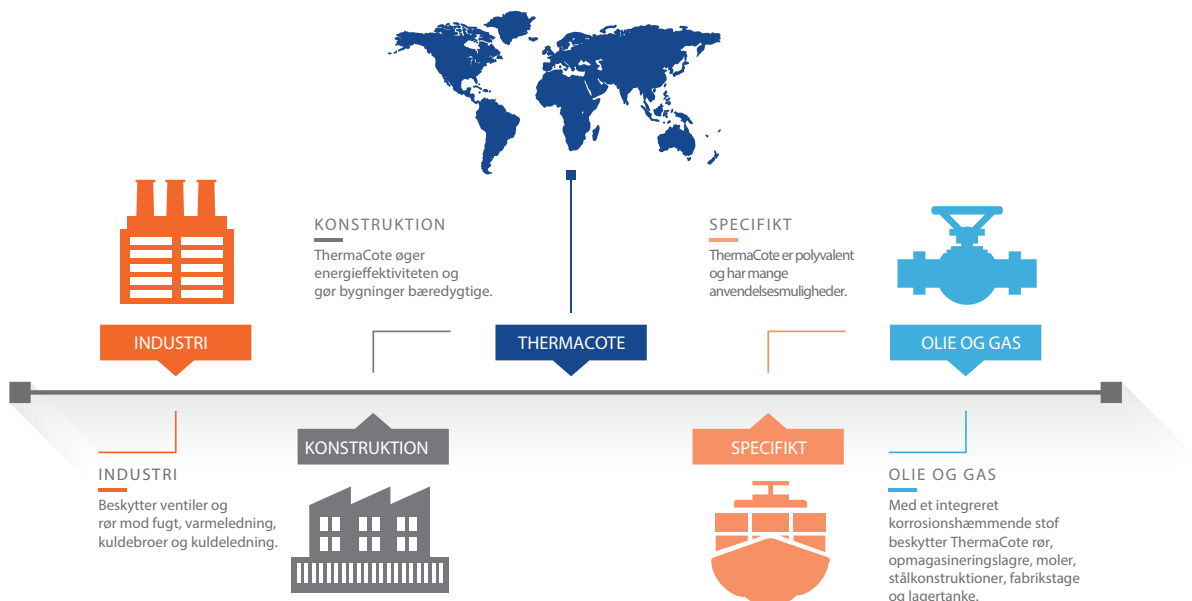 KONSTRUKTION
ThermaCote øger
energieffektiviteten og
gør bygninger bæredygtige.
SPECIFIKT
ThermaCote er polyvalent
og har mange
anvendelsesmuligheder.
INDUSTRI
THERMACOTE
OLIE OG GAS
KONSTRUKTION
SPECIFIKT
INDUSTRI
Beskytter ventiler og
rør mod fugt, varmeledning,
kuldebroer og kuldeledning.
OLIE OG GAS
Med et integreret
korrosionshæmmende stof
beskytter ThermaCote rør,
opmagasineringslagre, moler,
stålkonstruktioner, fabrikstage
og lagertanke.